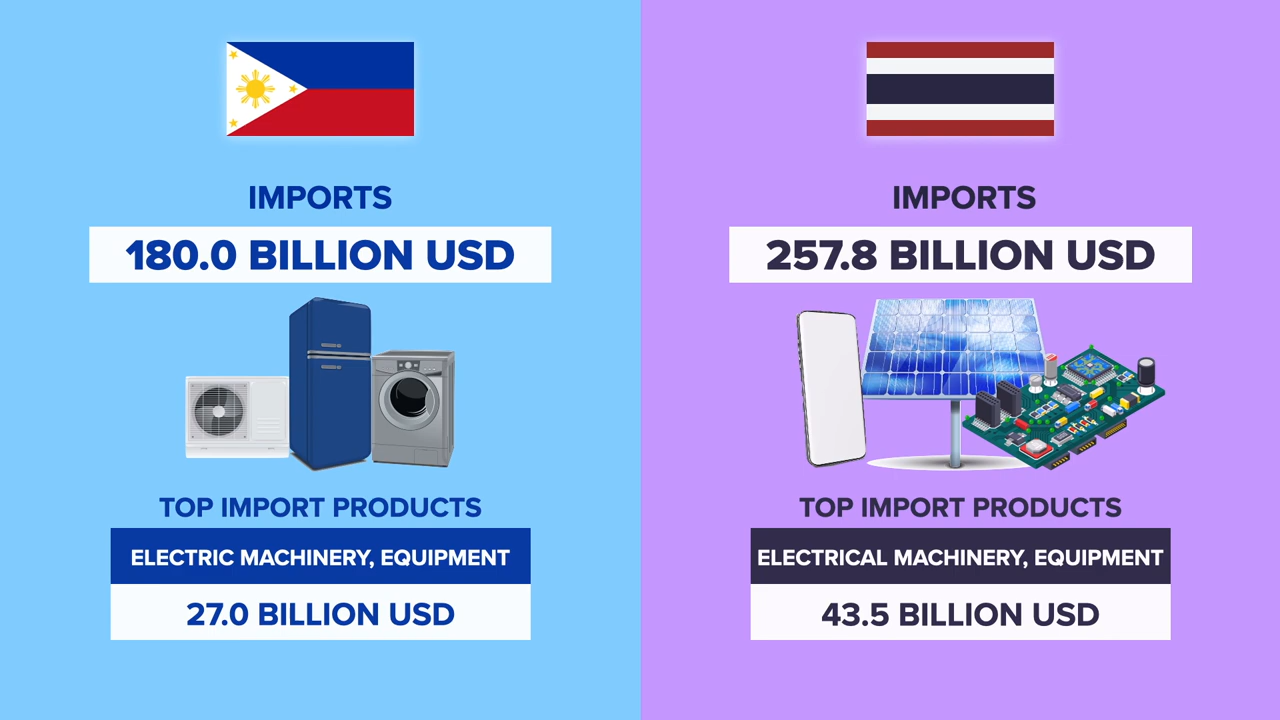 IMPORTS
180.0 BILLION USD
TOP IMPORT PRODUCTS
ELECTRIC MACHINERY, EQUIPMENT
27.0 BILLION USD
IMPORTS
257.8 BILLION USD
TOP IMPORT PRODUCTS
ELECTRICAL MACHINERY, EQUIPMENT
43.5 BILLION USD